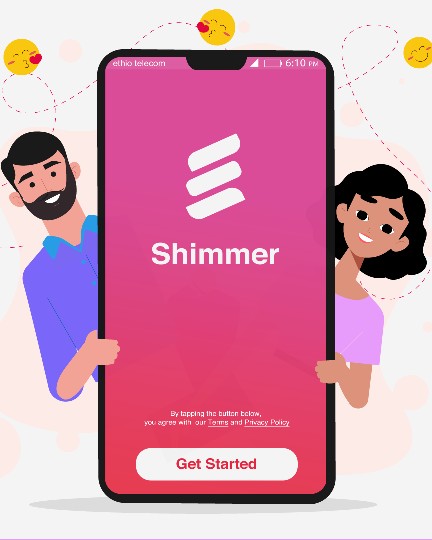 ethio telecom 6:10 PM
Shimmer
By tapping the button below,
you agree with our Terms and Privacy Policy
Get Started